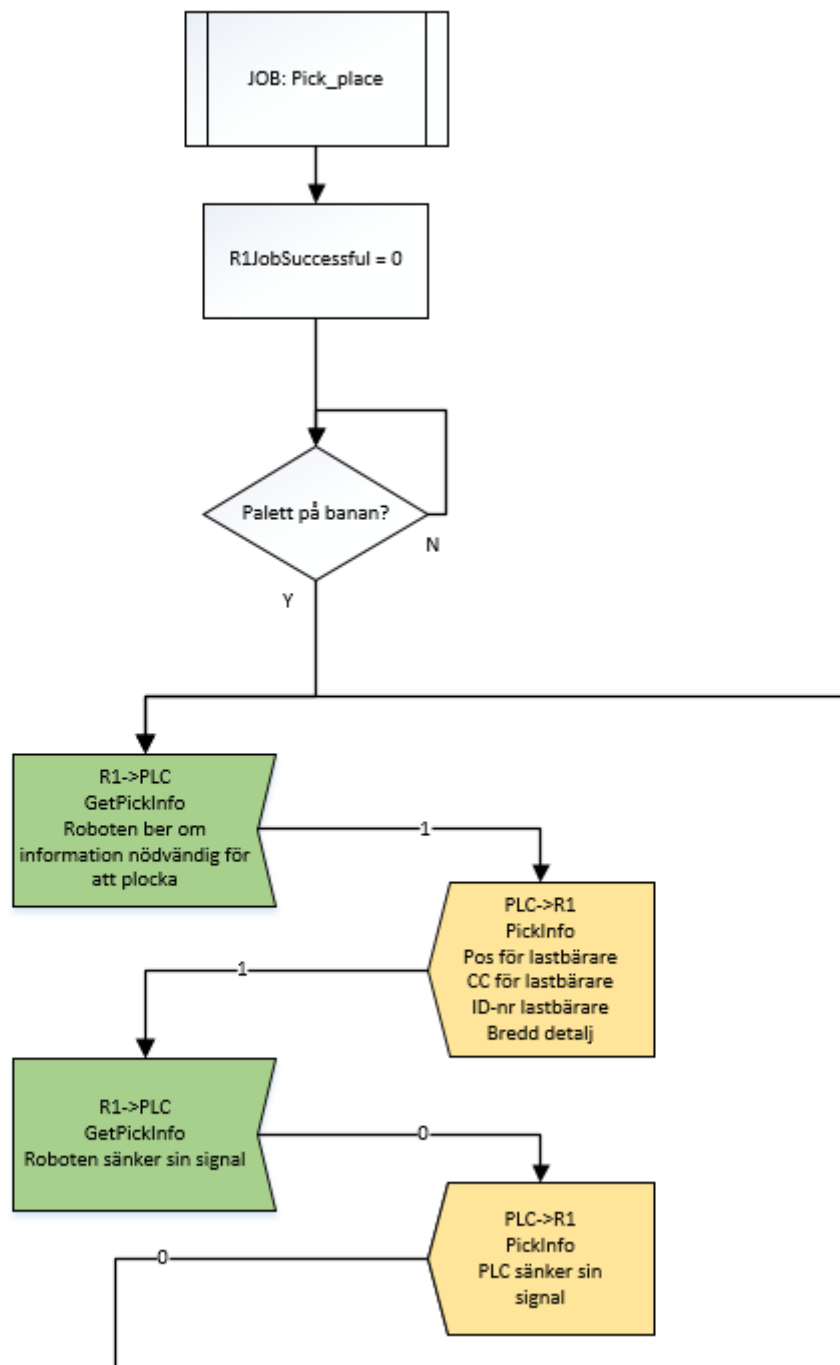 JOB: Pick_place
R1JobSuccessful = 0
Palett på banan?
N
Y
R1->PLC
GetPickInfo
Roboten ber om
information nödvändig för
att plocka
1
PLC->R1
PickInfo
Pos för lastbärare
CC för lastbärare
ID-nr lastbärare
Bredd detalj
1
R1->PLC
GetPickInfo
Roboten sänker sin signal
0
PLC->R1
PickInfo
PLC sänker sin
signal
0